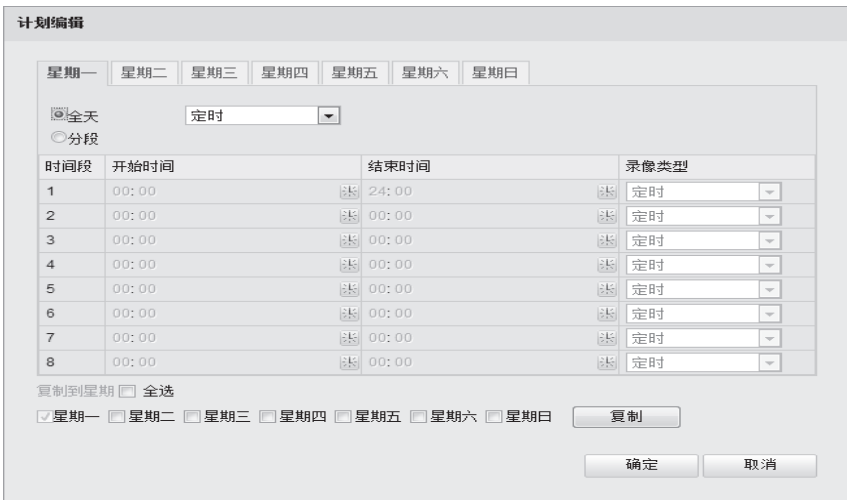 计划编辑
星期一 星期二 星期三 星期四 星期五 星期六 星期日
全天 定时
分段
时间段 开始时间 结束时间 录像类型
1 00:00 24:00 定时
2 00:00 00:00 定时
3 00:00 00:00 定时
4 00:00 00:00 定时
5 00:00 00:00 定时
6 00:00 00:00 定时
7 00:00 00:00 定时
8 00:00 00:00 定时
复制到星期 全选
星期一 星期二 星期三 星期四 星期五 星期六 星期日 复制
确定 取消